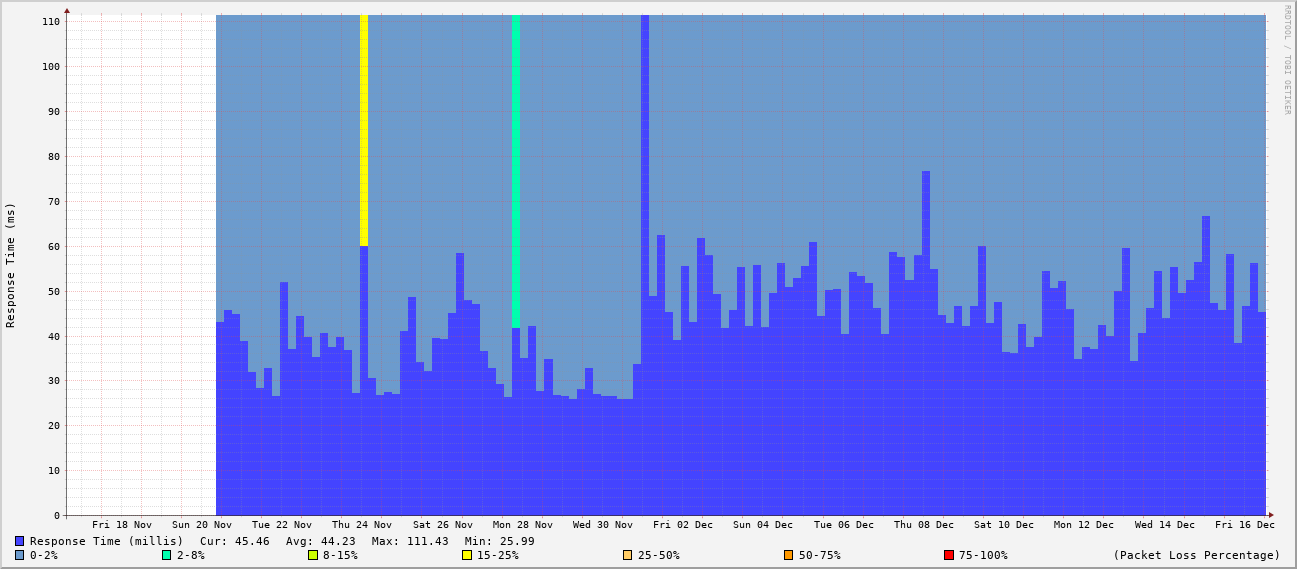 RRDTOOL / TOBI OETIKER
Response Time (ms)
110
100
90
80
70
60
50
40
30
20
10
0
Fri 18 Nov Sun 20 Nov Tue 22 Nov Thu 24 Nov Sat 26 Nov Mon 28 Nov Wed 30 Nov Fri 02 Dec Sun 04 Dec Tue 06 Dec Thu 08 Dec Sat 10 Dec Mon 12 Dec Wed 14 Dec Fri 16 Dec
Response Time (millis) Cur: 45.46 Avg: 44.23 Max: 111.43 Min: 25.99
0-2% 2-8% 8-15% 15-25% 25-50% 50-75% 75-100% (Packet Loss Percentage)